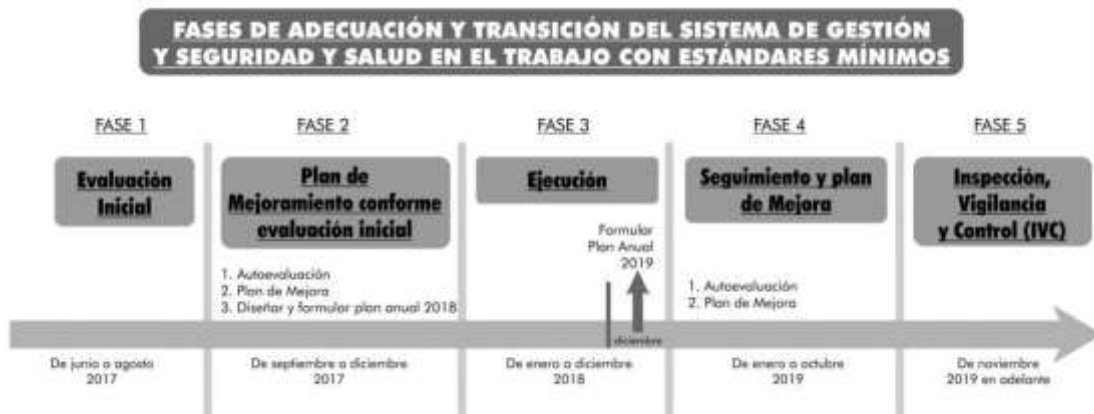 FASES DE ADECUACIÓN Y TRANSICIÓN DEL SISTEMA DE GESTIÓN
Y SEGURIDAD Y SALUD EN EL TRABAJO CON ESTÁNDARES MÍNIMOS
FASE 1
Evaluación
Inicial
De junio a agosto
2017
FASE 2
Plan de
Mejoramiento conforme
evaluación inicial
1. Autoevaluación
2. Plan de Mejora
3. Diseñar y formular plan anual 2018
De septiembre a diciembre
2017
FASE 3
Ejecución
Formular
Plan Anual
2019
diciembre
De enero a diciembre
2018
FASE 4
Seguimiento y plan
de Mejora
1. Autoevaluación
2. Plan de Mejora
De enero a octubre
2019
FASE 5
Inspección,
Vigilancia
y Control (IVC)
De noviembre
2019 en adelante